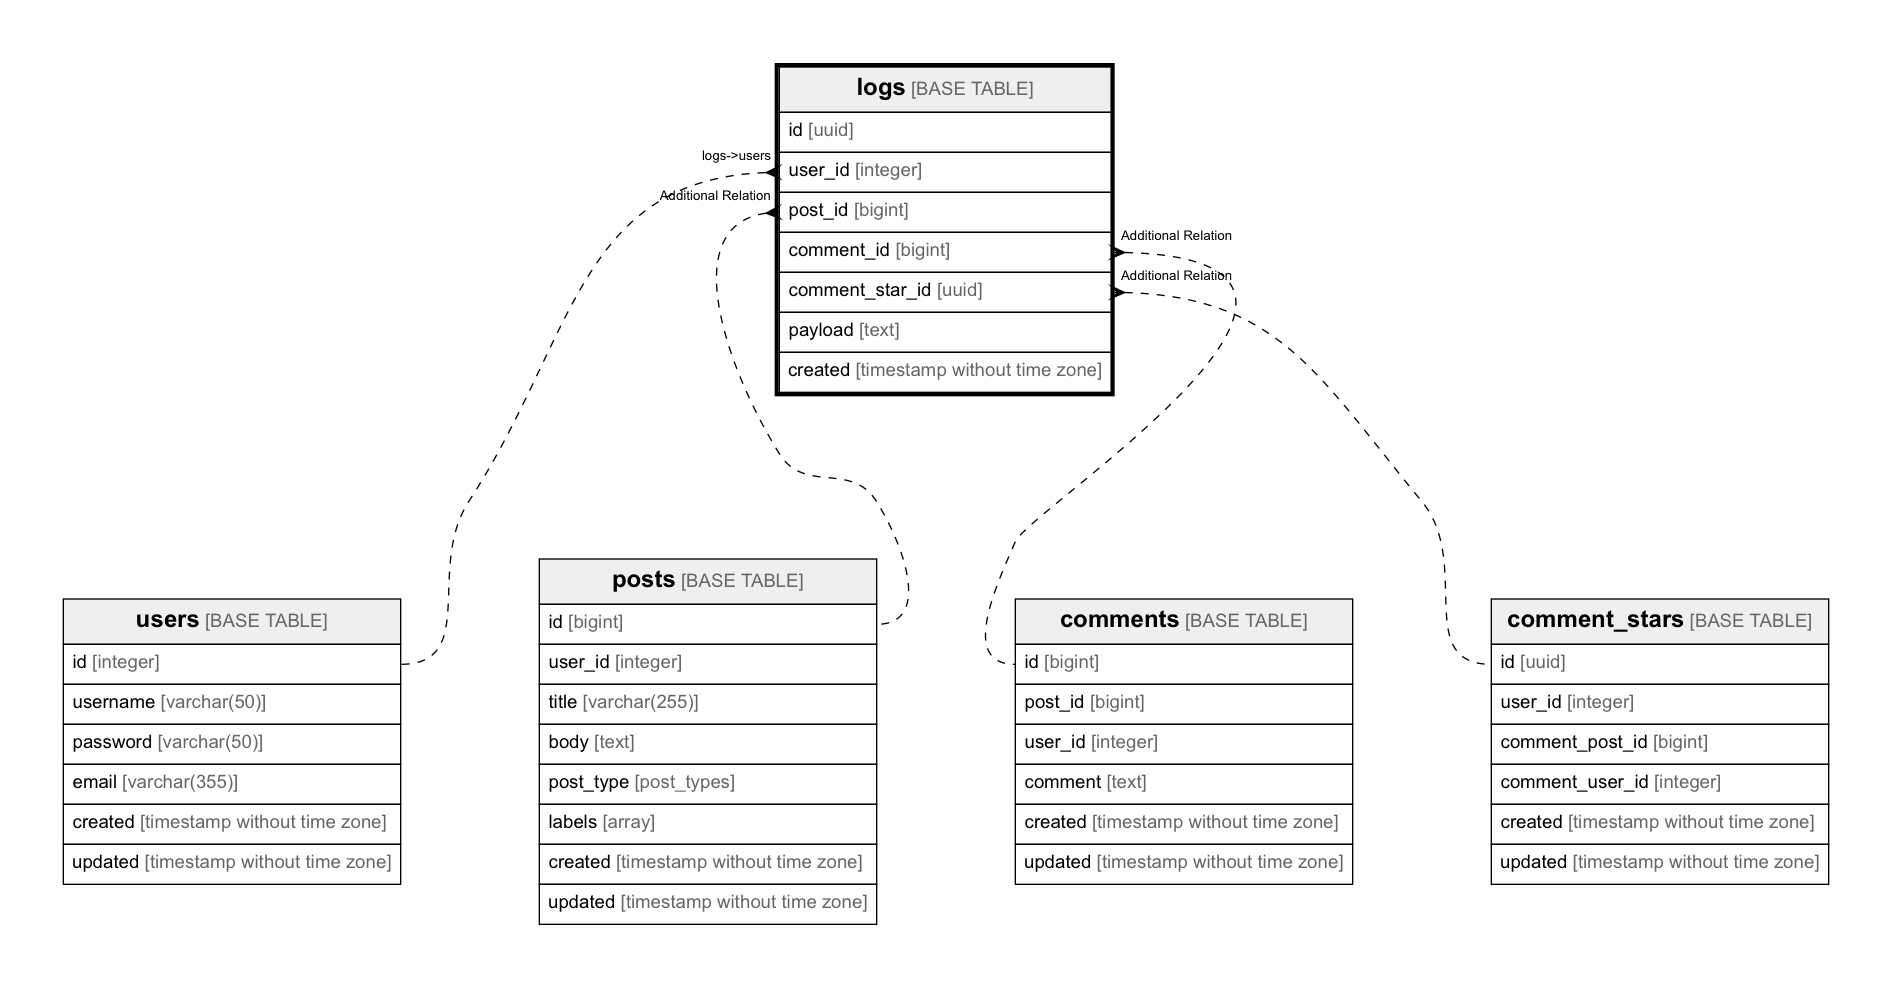 logs [BASE TABLE]
id [uuid]
logs->users
user_id [integer]
Additional Relation
post_id [bigint]
Additional Relation
comment_id [bigint]
Additional Relation
comment_star_id [uuid]
payload [text]
created [timestamp without time zone]
users [BASE TABLE]
id [integer]
username [varchar(50)]
password [varchar(50)]
email [varchar(355)]
created [timestamp without time zone]
updated [timestamp without time zone]
posts [BASE TABLE]
id [bigint]
user_id [integer]
title [varchar(255)]
body [text]
post_type [post_types]
labels [array]
created [timestamp without time zone]
updated [timestamp without time zone]
comments [BASE TABLE]
id [bigint]
post_id [bigint]
user_id [integer]
comment [text]
created [timestamp without time zone]
updated [timestamp without time zone]
comment_stars [BASE TABLE]
id [uuid]
user_id [integer]
comment_post_id [bigint]
comment_user_id [integer]
created [timestamp without time zone]
updated [timestamp without time zone]